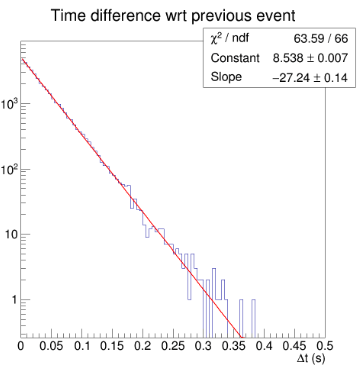 Time difference wrt previous event
χ² / ndf 63.59 / 66
Constant 8.538 ± 0.007
Slope −27.24 ± 0.14
10³
10²
10
1
0 0.05 0.1 0.15 0.2 0.25 0.3 0.35 0.4 0.45 0.5
Δt (s)